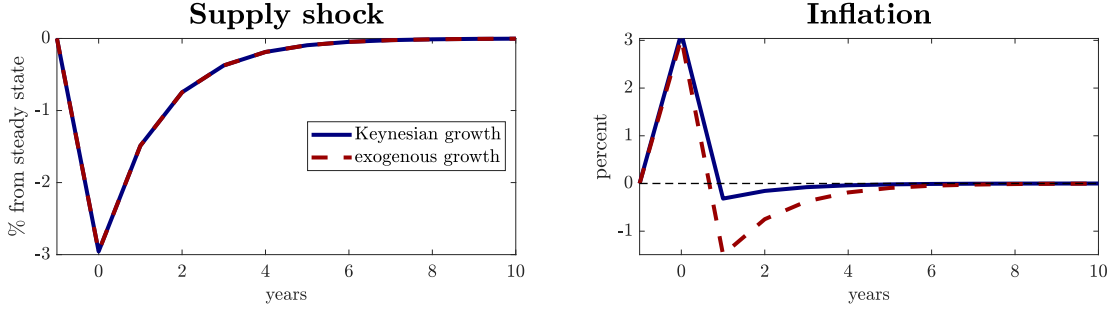 Supply shock
% from steady state
0
-1
-2
-3
Keynesian growth
exogenous growth
0 2 4 6 8 10
years
Inflation
percent
3
2
1
0
-1
0 2 4 6 8 10
years